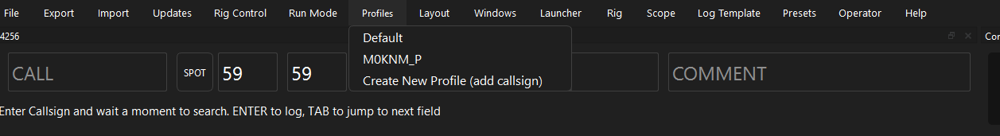 File Export Import Updates Rig Control Run Mode Profiles Layout Windows Launcher Rig Scope Log Template Presets Operator Help
4256
Default
M0KNM_P
Create New Profile (add callsign)
CALL SPOT 59 59 COMMENT
Enter Callsign and wait a moment to search. ENTER to log, TAB to jump to next field